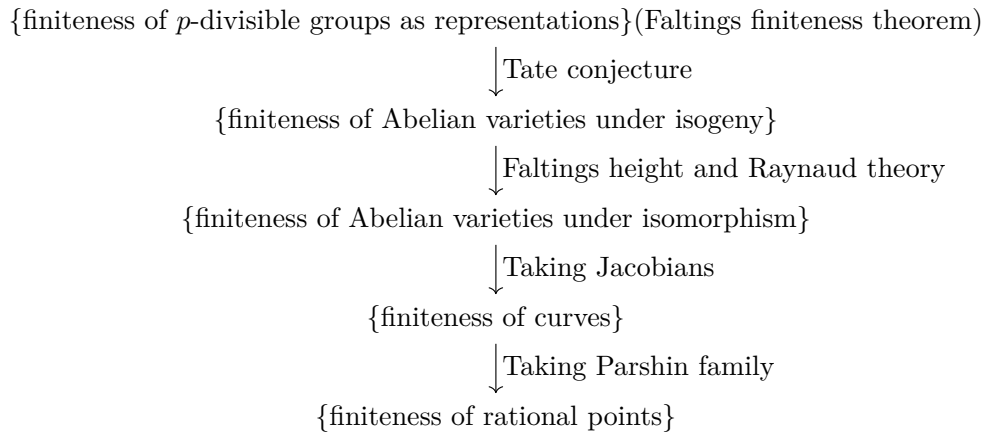 {finiteness of p-divisible groups as representations}(Faltings finiteness theorem)
Tate conjecture
{finiteness of Abelian varieties under isogeny}
Faltings height and Raynaud theory
{finiteness of Abelian varieties under isomorphism}
Taking Jacobians
{finiteness of curves}
Taking Parshin family
{finiteness of rational points}